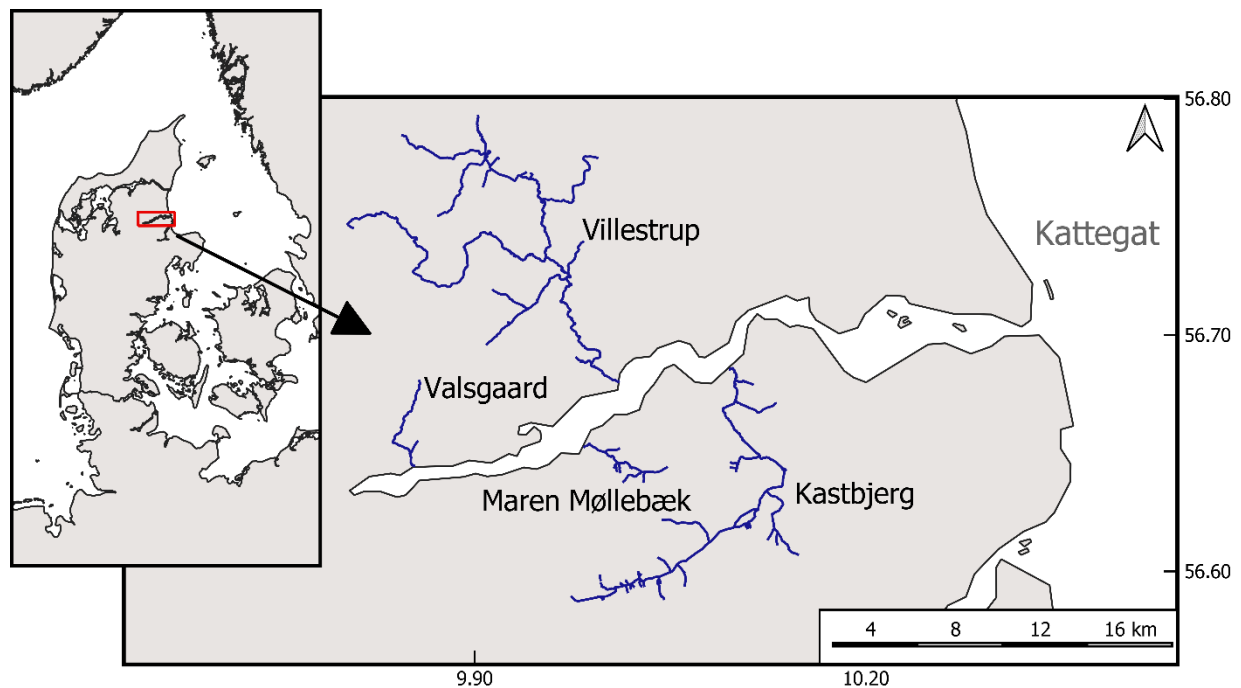 56.80
Villestrup
Kattegat
56.70
Valsgaard
Maren Møllebæk
Kastbjerg
56.60
4 8 12 16 km
9.90 10.20